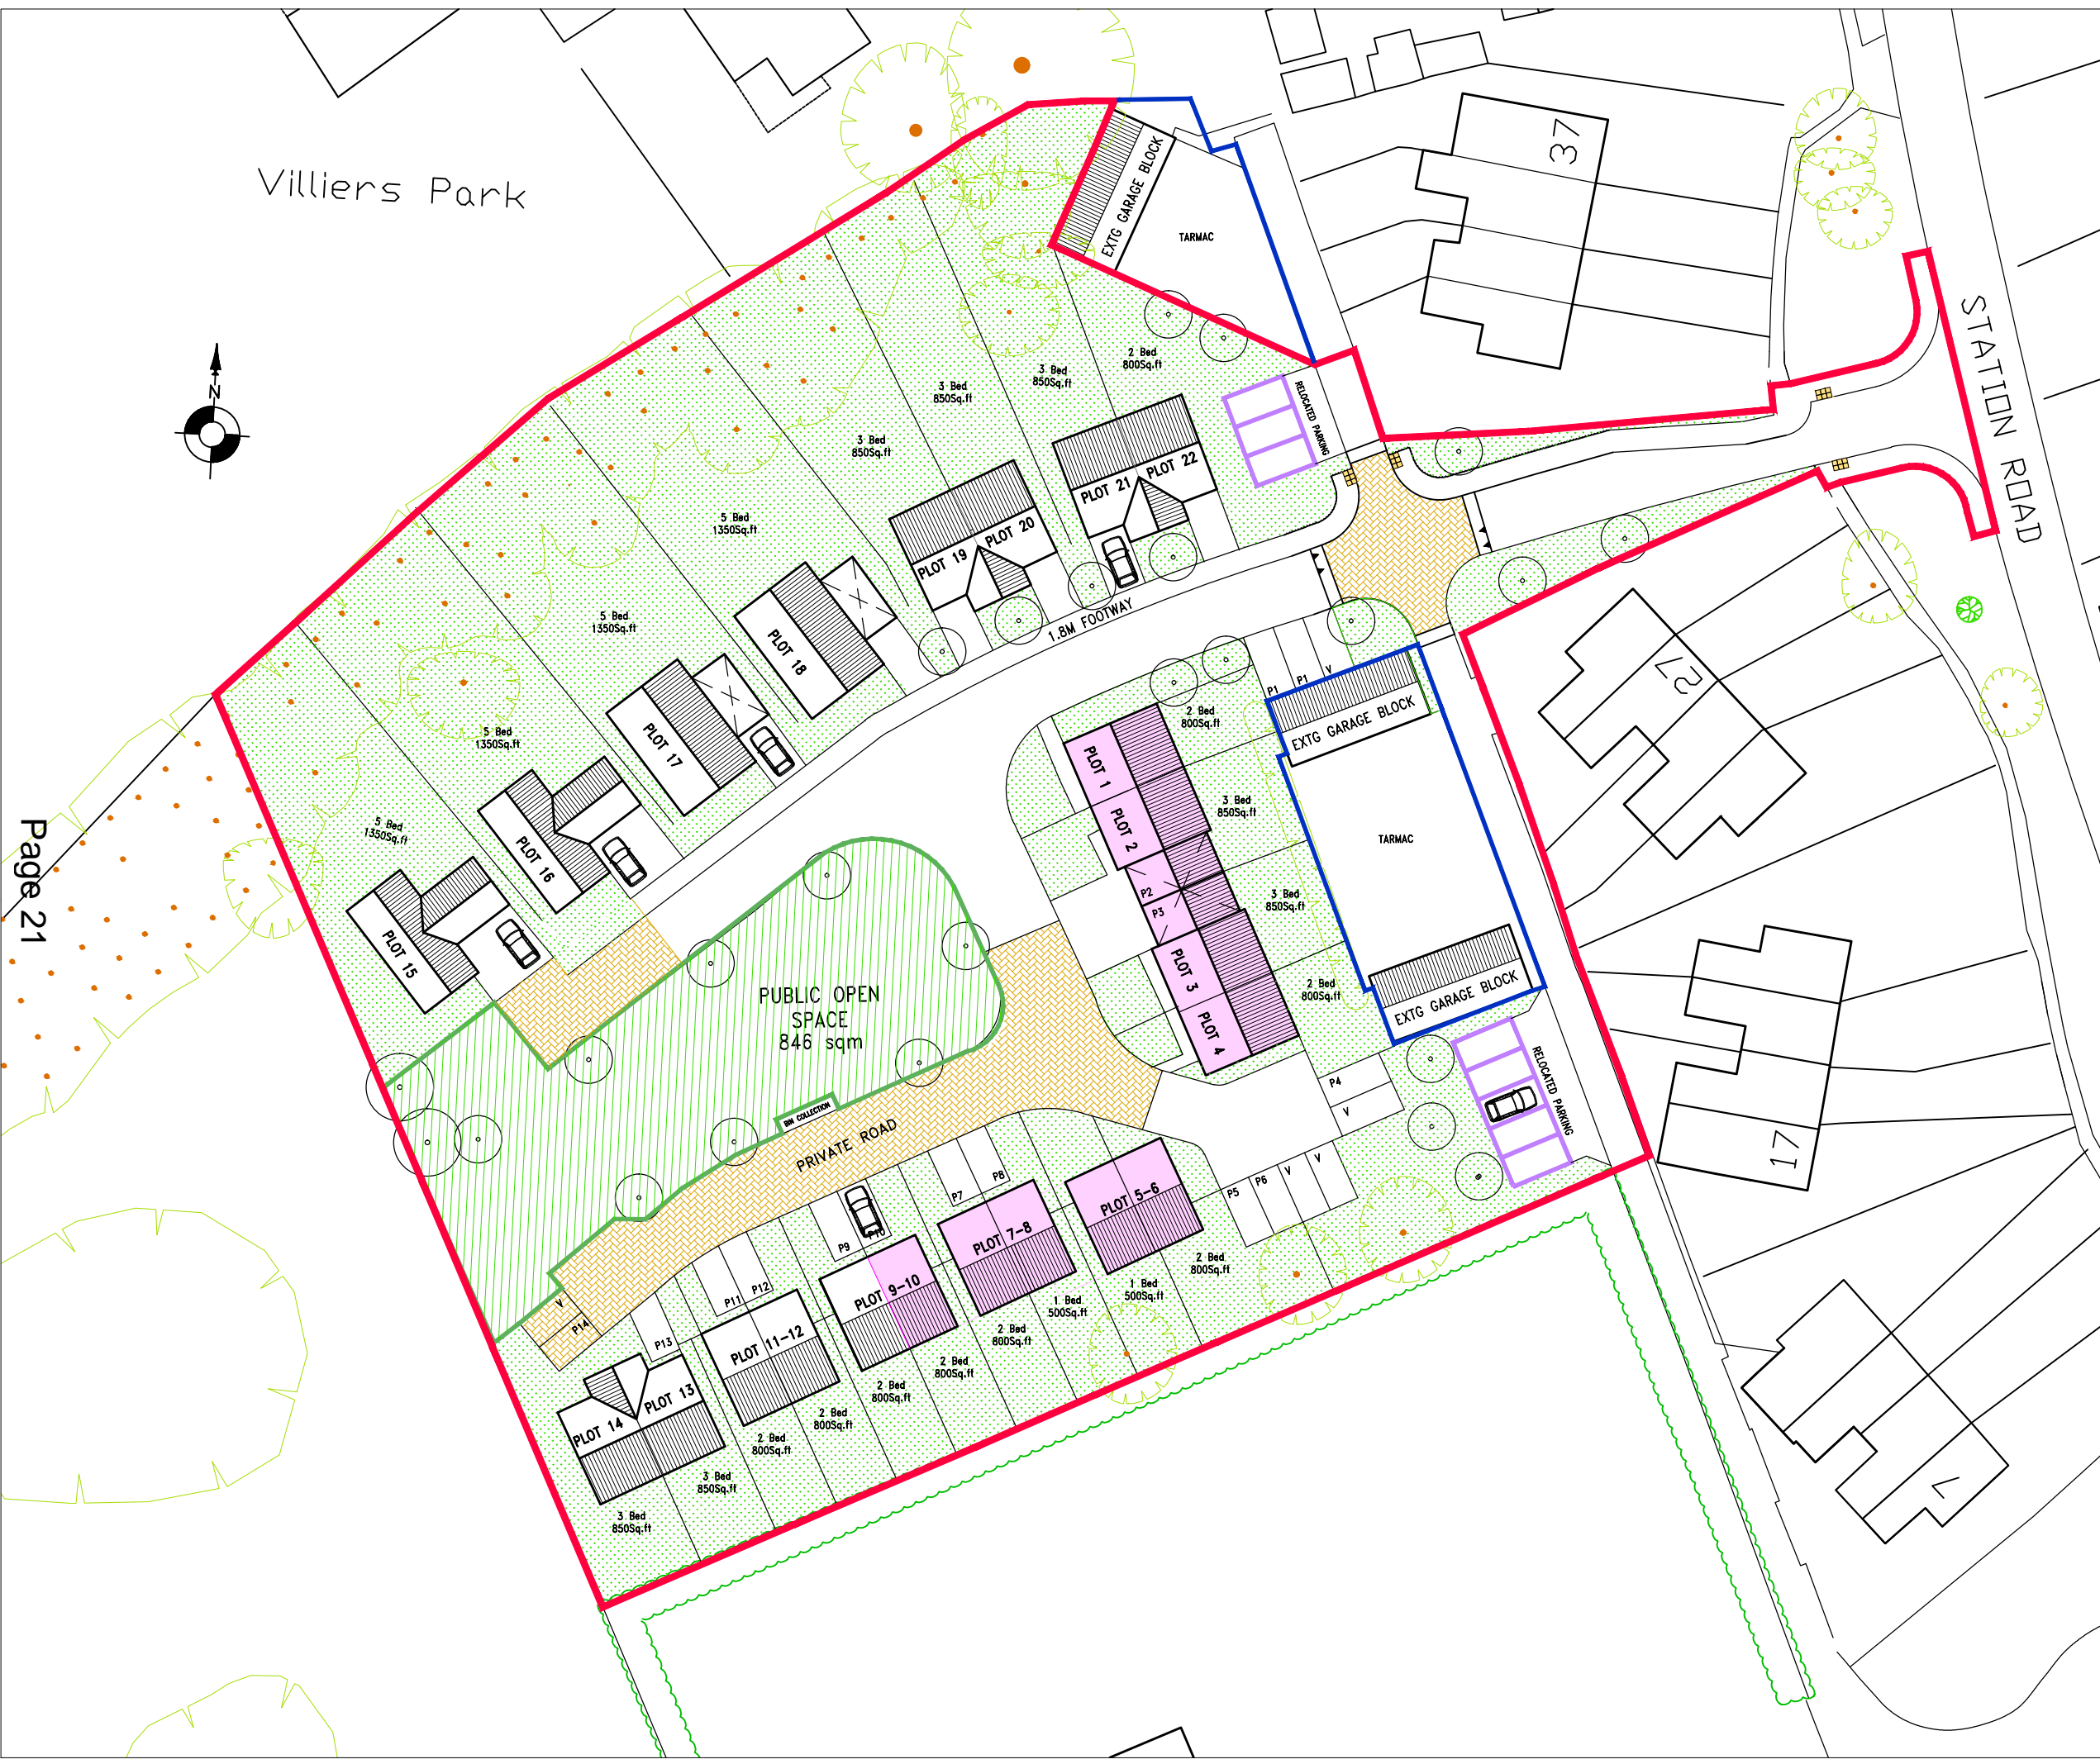 Villiers Park
N
EXTG GARAGE BLOCK
TARMAC
37
STATION ROAD
2 Bed
800Sq.ft
3 Bed
850Sq.ft
3 Bed
850Sq.ft
3 Bed
850Sq.ft
RELOCATED PARKING
PLOT 21
PLOT 22
PLOT 19
PLOT 20
5 Bed
1350Sq.ft
5 Bed
1350Sq.ft
5 Bed
1350Sq.ft
5 Bed
1350Sq.ft
PLOT 18
PLOT 17
PLOT 16
PLOT 15
1.8M FOOTWAY
P1
P1
V
EXTG GARAGE BLOCK
27
2 Bed
800Sq.ft
PLOT 1
PLOT 2
P2
P3
PLOT 3
PLOT 4
3 Bed
850Sq.ft
3 Bed
850Sq.ft
2 Bed
800Sq.ft
TARMAC
EXTG GARAGE BLOCK
RELOCATED PARKING
17
7
Page 21
PUBLIC OPEN
SPACE
846 sqm
BIN COLLECTION
PRIVATE ROAD
P4
V
P5
P6
V
V
P7
P8
P9
P10
P11
P12
P13
V
P14
PLOT 5-6
PLOT 7-8
PLOT 9-10
PLOT 11-12
PLOT 13
PLOT 14
2 Bed
800Sq.ft
1 Bed
500Sq.ft
1 Bed
500Sq.ft
2 Bed
800Sq.ft
2 Bed
800Sq.ft
2 Bed
800Sq.ft
2 Bed
800Sq.ft
2 Bed
800Sq.ft
3 Bed
850Sq.ft
3 Bed
850Sq.ft